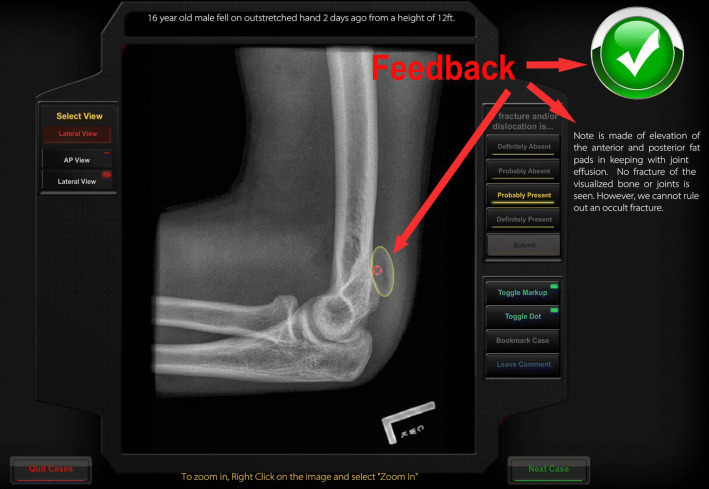 16 year old male fell on outstretched hand 2 days ago from a height of 12ft.
Feedback
Select View
Lateral View
AP View
Lateral View
fracture and/or
dislocation is...
Definitely Absent
Probably Absent
Probably Present
Definitely Present
Submit
Note is made of elevation of
the anterior and posterior fat
pads in keeping with joint
effusion. No fracture of the
visualized bone or joints is
seen. However, we cannot rule
out an occult fracture.
Toggle Markup
Toggle Dot
Bookmark Case
Leave Comment
Quit Cases
To zoom in, Right Click on the image and select "Zoom In"
Next Case